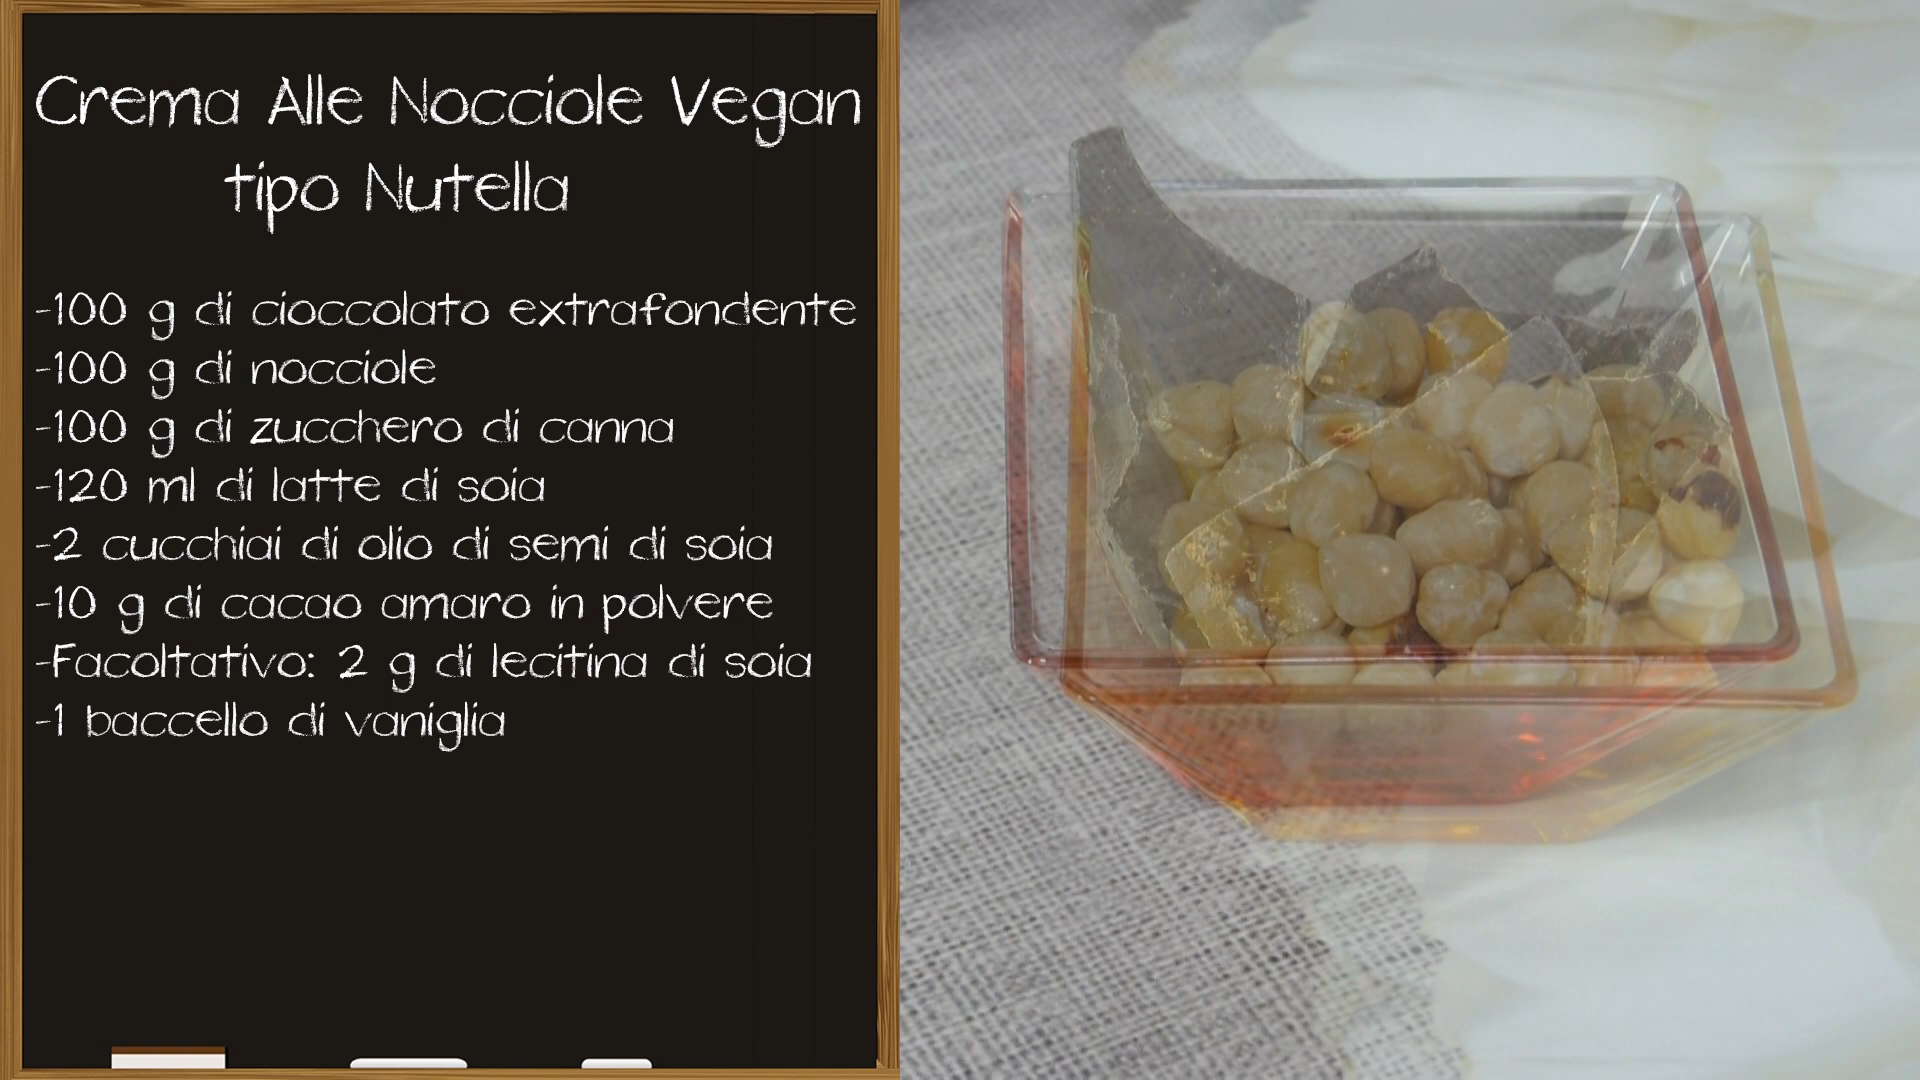 Crema Alle Nocciole Vegan
tipo Nutella
-100 g di cioccolato extrafondente
-100 g di nocciole
-100 g di zucchero di canna
-120 ml di latte di soia
-2 cucchiai di olio di semi di soia
-10 g di cacao amaro in polvere
-Facoltativo: 2 g di lecitina di soia
-1 baccello di vaniglia